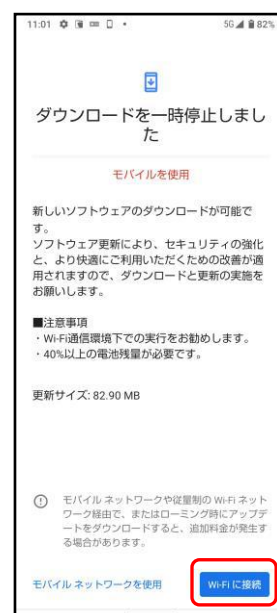 11:01 5G 82%
ダウンロードを一時停止しまし
た
モバイルを使用
新しいソフトウェアのダウンロードが可能で
す。
ソフトウェア更新により、セキュリティの強化
と、より快適にご利用いただくための改善が適
用されますので、ダウンロードと更新の実施を
お願いします。
■注意事項
・Wi-Fi通信環境下での実行をお勧めします。
・40%以上の電池残量が必要です。
更新サイズ: 82.90 MB
モバイル ネットワークや従量制の Wi-Fi ネット
ワーク経由で、またはローミング時にアップデ
ートをダウンロードすると、追加料金が発生す
る場合があります。
モバイル ネットワークを使用 Wi-Fi に接続